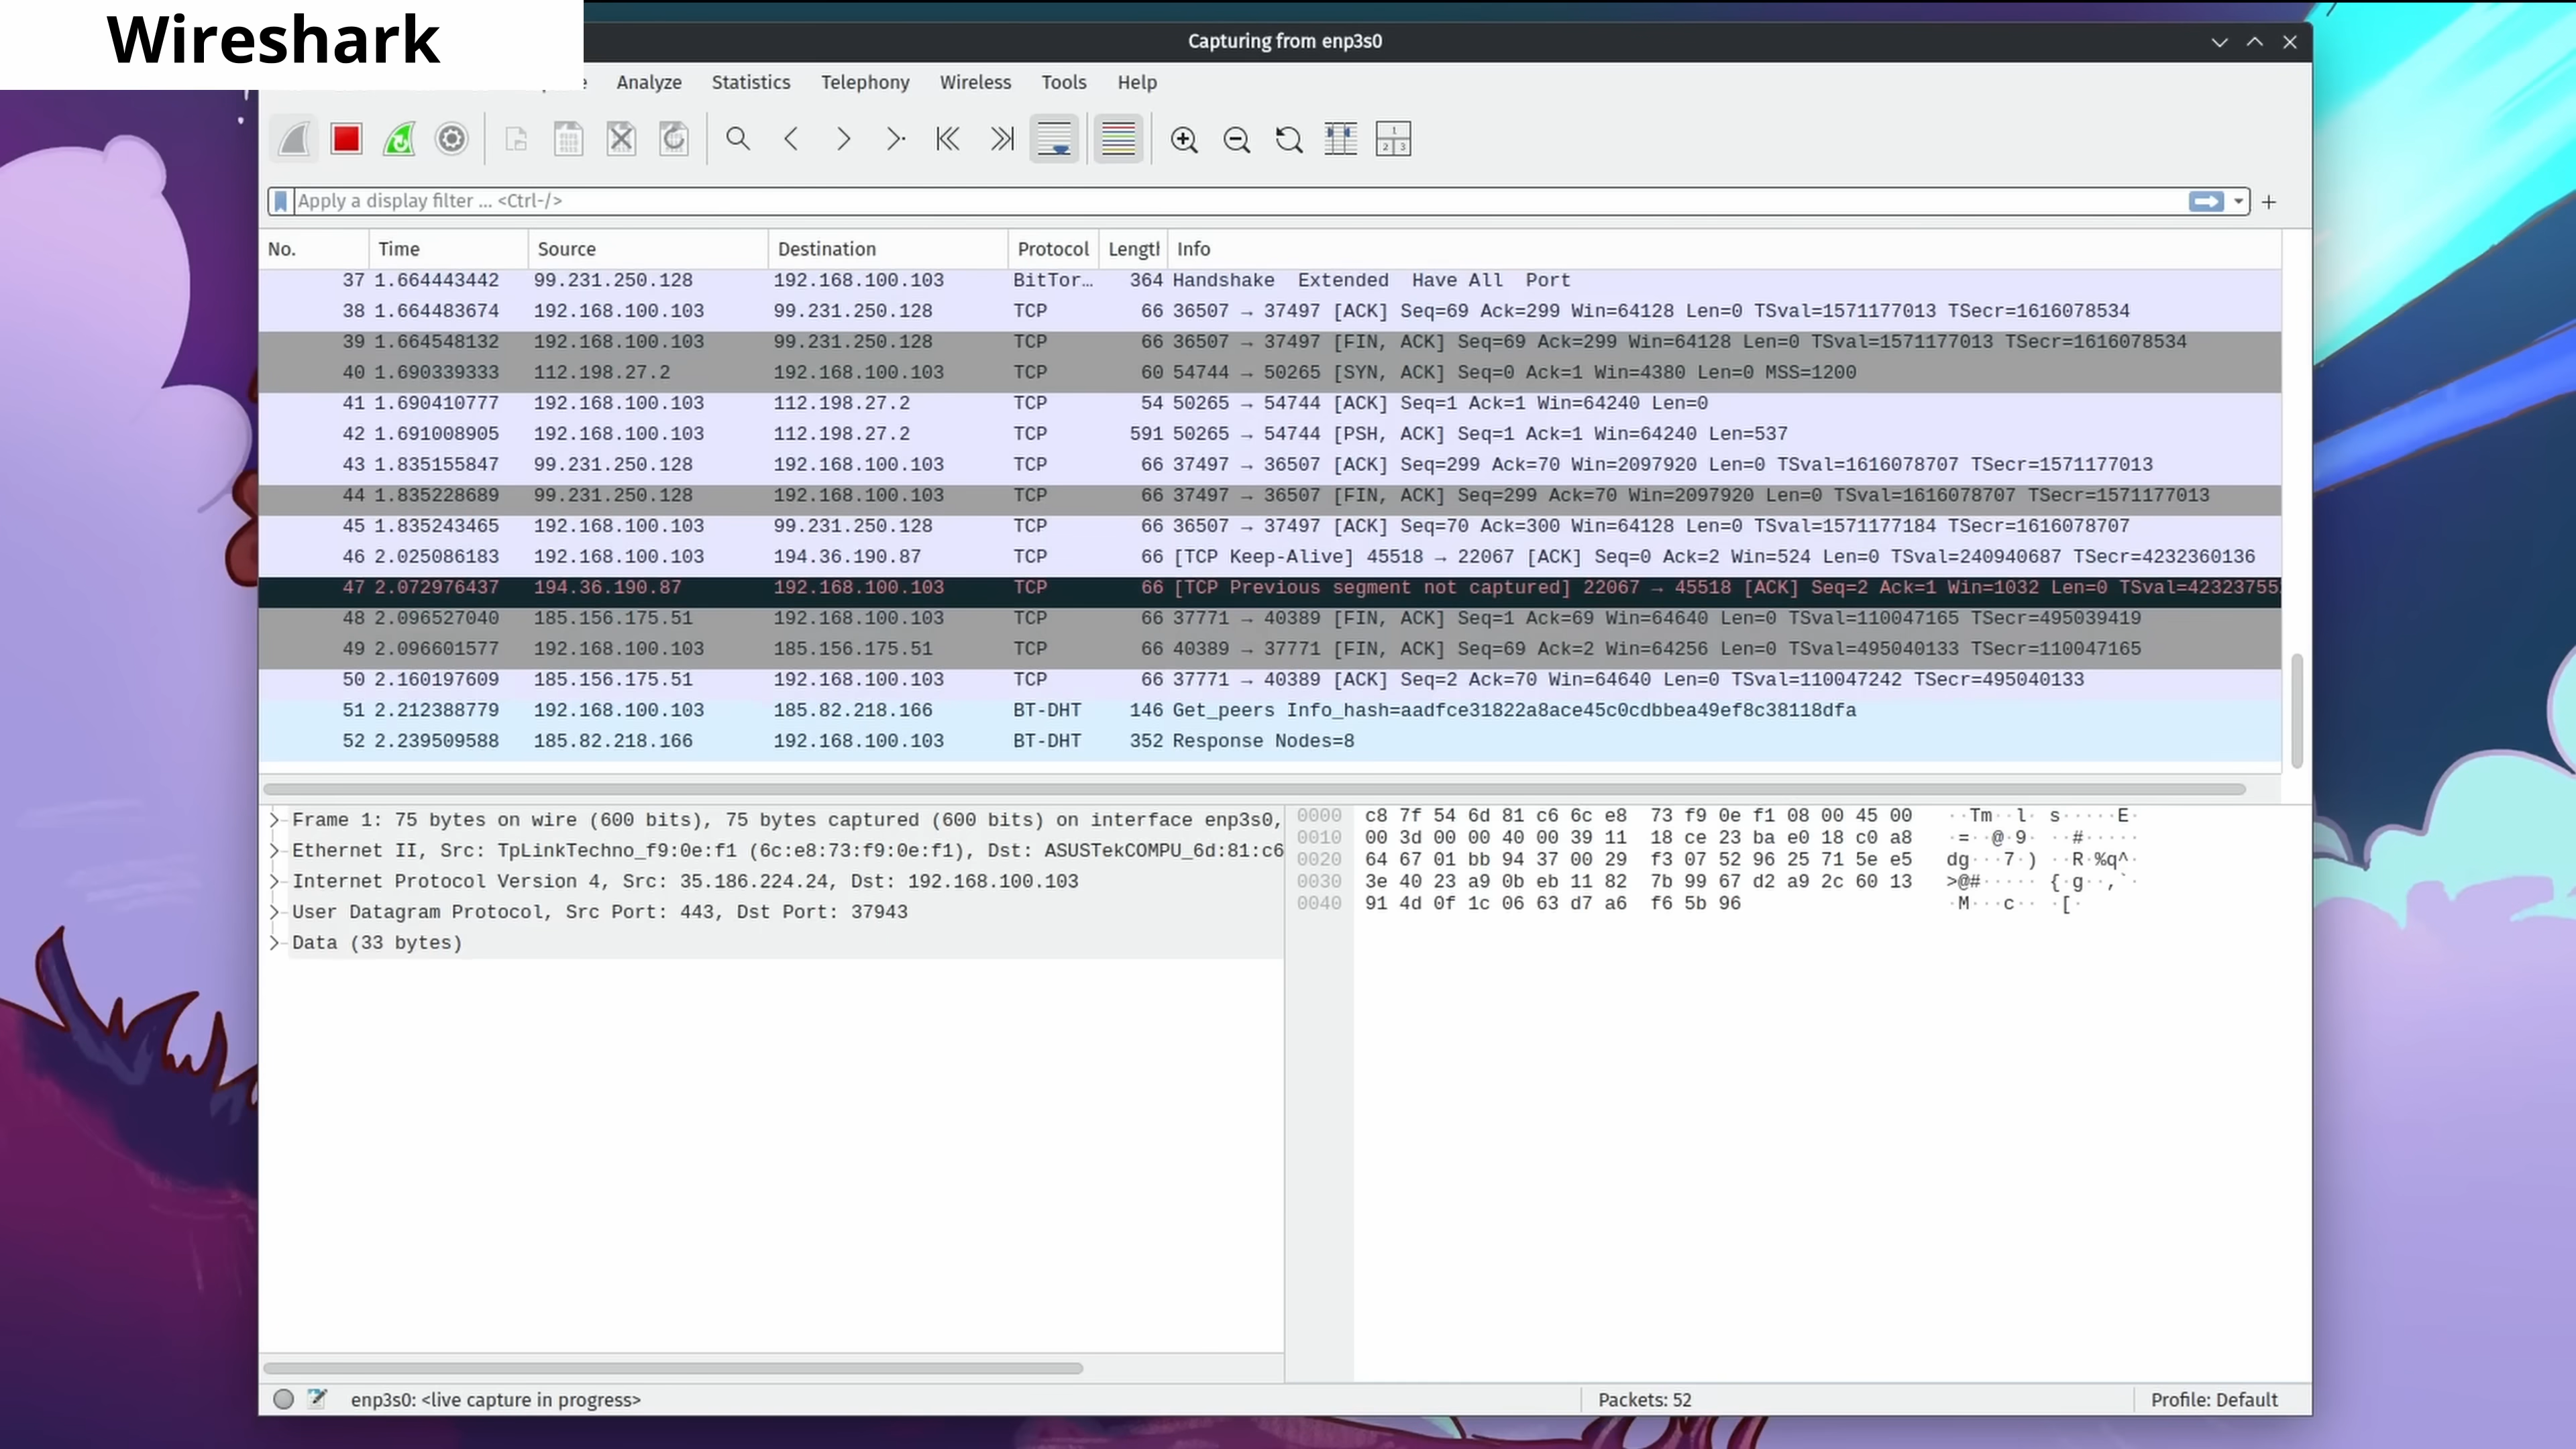 Wireshark
Capturing from enp3s0
Analyze Statistics Telephony Wireless Tools Help
Apply a display filter ... <Ctrl-/>
No. Time Source Destination Protocol Lengtl Info
37 1.664443442 99.231.250.128 192.168.100.103 BitTor… 364 Handshake Extended Have All Port
38 1.664483674 192.168.100.103 99.231.250.128 TCP 66 36507 → 37497 [ACK] Seq=69 Ack=299 Win=64128 Len=0 TSval=1571177013 TSecr=1616078534
39 1.664548132 192.168.100.103 99.231.250.128 TCP 66 36507 → 37497 [FIN, ACK] Seq=69 Ack=299 Win=64128 Len=0 TSval=1571177013 TSecr=1616078534
40 1.690339333 112.198.27.2 192.168.100.103 TCP 60 54744 → 50265 [SYN, ACK] Seq=0 Ack=1 Win=4380 Len=0 MSS=1200
41 1.690410777 192.168.100.103 112.198.27.2 TCP 54 50265 → 54744 [ACK] Seq=1 Ack=1 Win=64240 Len=0
42 1.691008905 192.168.100.103 112.198.27.2 TCP 591 50265 → 54744 [PSH, ACK] Seq=1 Ack=1 Win=64240 Len=537
43 1.835155847 99.231.250.128 192.168.100.103 TCP 66 37497 → 36507 [ACK] Seq=299 Ack=70 Win=2097920 Len=0 TSval=1616078707 TSecr=1571177013
44 1.835228689 99.231.250.128 192.168.100.103 TCP 66 37497 → 36507 [FIN, ACK] Seq=299 Ack=70 Win=2097920 Len=0 TSval=1616078707 TSecr=1571177013
45 1.835243465 192.168.100.103 99.231.250.128 TCP 66 36507 → 37497 [ACK] Seq=70 Ack=300 Win=64128 Len=0 TSval=1571177184 TSecr=1616078707
46 2.025086183 192.168.100.103 194.36.190.87 TCP 66 [TCP Keep-Alive] 45518 → 22067 [ACK] Seq=0 Ack=2 Win=524 Len=0 TSval=240940687 TSecr=4232360136
47 2.072976437 194.36.190.87 192.168.100.103 TCP 66 [TCP Previous segment not captured] 22067 → 45518 [ACK] Seq=2 Ack=1 Win=1032 Len=0 TSval=42323755
48 2.096527040 185.156.175.51 192.168.100.103 TCP 66 37771 → 40389 [FIN, ACK] Seq=1 Ack=69 Win=64640 Len=0 TSval=110047165 TSecr=495039419
49 2.096601577 192.168.100.103 185.156.175.51 TCP 66 40389 → 37771 [FIN, ACK] Seq=69 Ack=2 Win=64256 Len=0 TSval=495040133 TSecr=110047165
50 2.160197609 185.156.175.51 192.168.100.103 TCP 66 37771 → 40389 [ACK] Seq=2 Ack=70 Win=64640 Len=0 TSval=110047242 TSecr=495040133
51 2.212388779 192.168.100.103 185.82.218.166 BT-DHT 146 Get_peers Info_hash=aadfce31822a8ace45c0cdbbea49ef8c38118dfa
52 2.239509588 185.82.218.166 192.168.100.103 BT-DHT 352 Response Nodes=8
Frame 1: 75 bytes on wire (600 bits), 75 bytes captured (600 bits) on interface enp3s0,
Ethernet II, Src: TpLinkTechno_f9:0e:f1 (6c:e8:73:f9:0e:f1), Dst: ASUSTekCOMPU_6d:81:c6
Internet Protocol Version 4, Src: 35.186.224.24, Dst: 192.168.100.103
User Datagram Protocol, Src Port: 443, Dst Port: 37943
Data (33 bytes)
0000 c8 7f 54 6d 81 c6 6c e8 73 f9 0e f1 08 00 45 00 ··Tm··l· s·····E·
0010 00 3d 00 00 40 00 39 11 18 ce 23 ba e0 18 c0 a8 ·=··@·9· ··#·····
0020 64 67 01 bb 94 37 00 29 f3 07 52 96 25 71 5e e5 dg···7·) ··R·%q^·
0030 3e 40 23 a9 0b eb 11 82 7b 99 67 d2 a9 2c 60 13 >@#····· {·g··,`·
0040 91 4d 0f 1c 06 63 d7 a6 f6 5b 96 ·M···c·· ·[·
enp3s0: <live capture in progress>
Packets: 52
Profile: Default